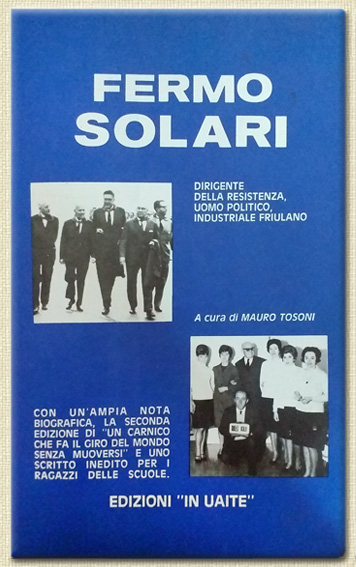 FERMO
SOLARI
DIRIGENTE
DELLA RESISTENZA,
UOMO POLITICO,
INDUSTRIALE FRIULANO
A cura di MAURO TOSONI
CON UN'AMPIA NOTA
BIOGRAFICA, LA SECONDA
EDIZIONE DI "UN CARNICO
CHE FA IL GIRO DEL MONDO
SENZA MUOVERSI" E UNO
SCRITTO INEDITO PER I
RAGAZZI DELLE SCUOLE.
EDIZIONI "IN UAITE"